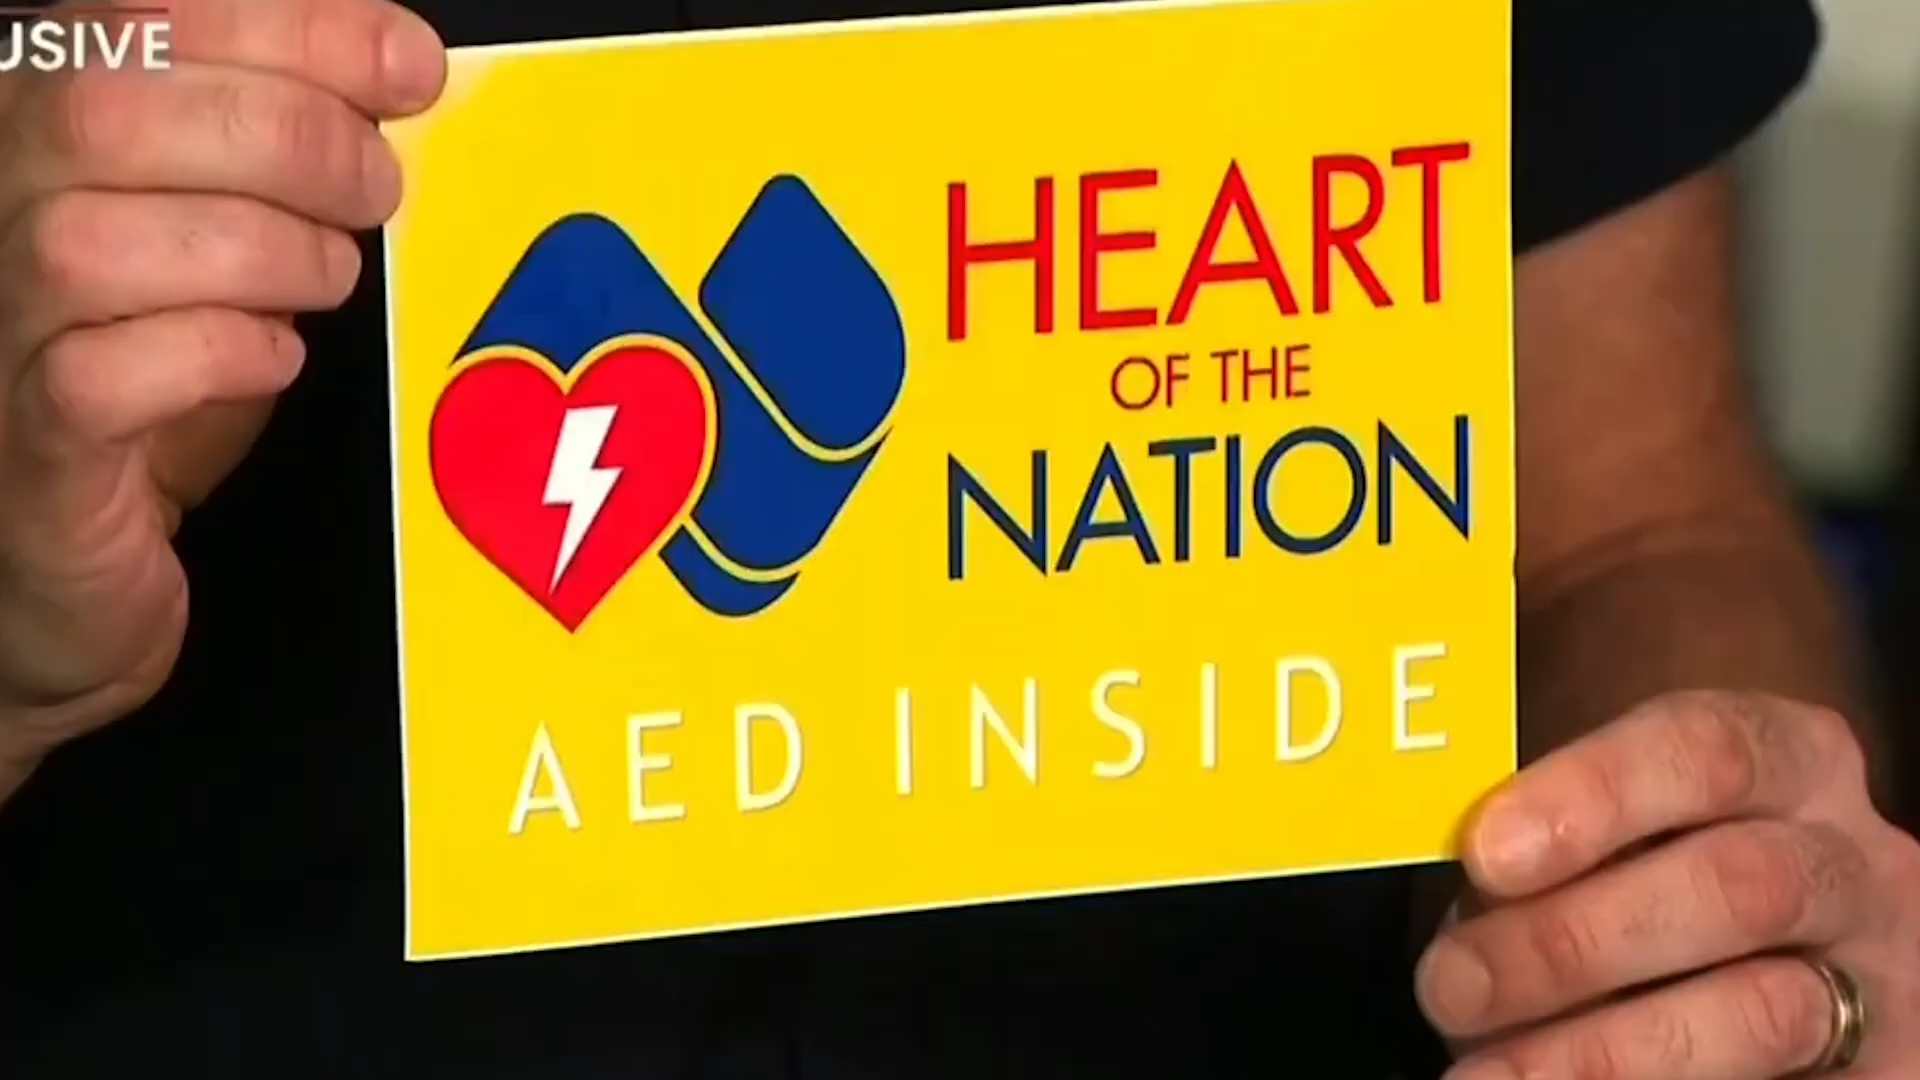 USIVE
HEART
OF THE
NATION
AED INSIDE